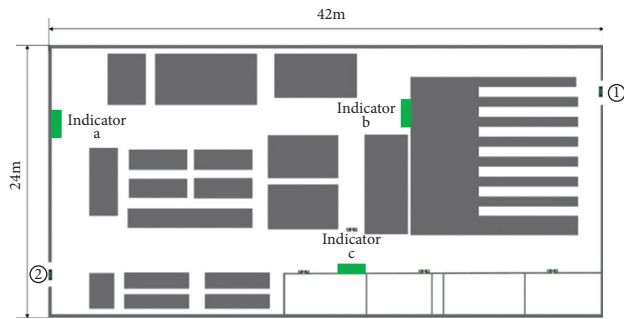 42m
24m
Indicator
a
Indicator
b
①
Indicator
c
②